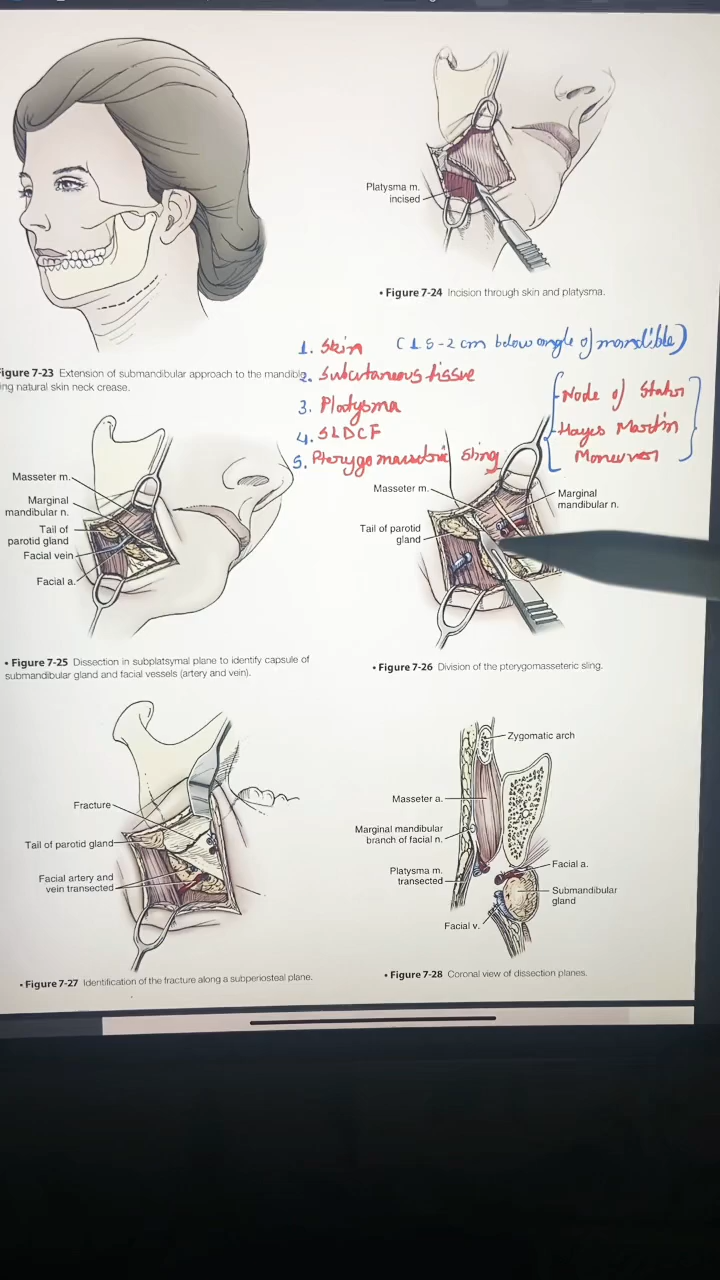 Platysma m.
incised
• Figure 7-24 Incision through skin and platysma.
igure 7-23 Extension of submandibular approach to the mandib
ng natural skin neck crease.
1. Skin (1.5-2 cm below angle of mandible)
2. Subcutaneous tissue
3. Platysma
4. SLDCF
5. Pterygomasseteric sling
Node of Stahr
Hayes Martin
Maneuver
Masseter m.
Marginal
mandibular n.
Tail of
parotid gland
Facial vein
Facial a.
• Figure 7-25 Dissection in subplatsymal plane to identify capsule of
submandibular gland and facial vessels (artery and vein).
Masseter m.
Tail of parotid
gland
Marginal
mandibular n.
• Figure 7-26 Division of the pterygomasseteric sling.
Fracture
Tail of parotid gland
Facial artery and
vein transected
• Figure 7-27 Identification of the fracture along a subperiosteal plane.
Zygomatic arch
Masseter a.
Marginal mandibular
branch of facial n.
Platysma m.
transected
Facial a.
Submandibular
gland
Facial v.
• Figure 7-28 Coronal view of dissection planes.